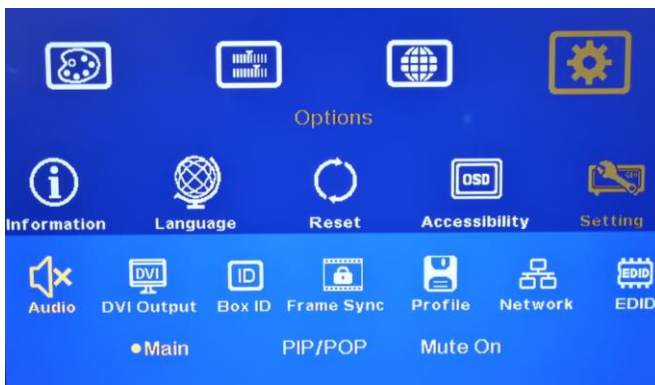 Options
Information Language Reset Accessibility Setting
OSD
DVI ID EDID
Audio DVI Output Box ID Frame Sync Profile Network EDID
Main PIP/POP Mute On